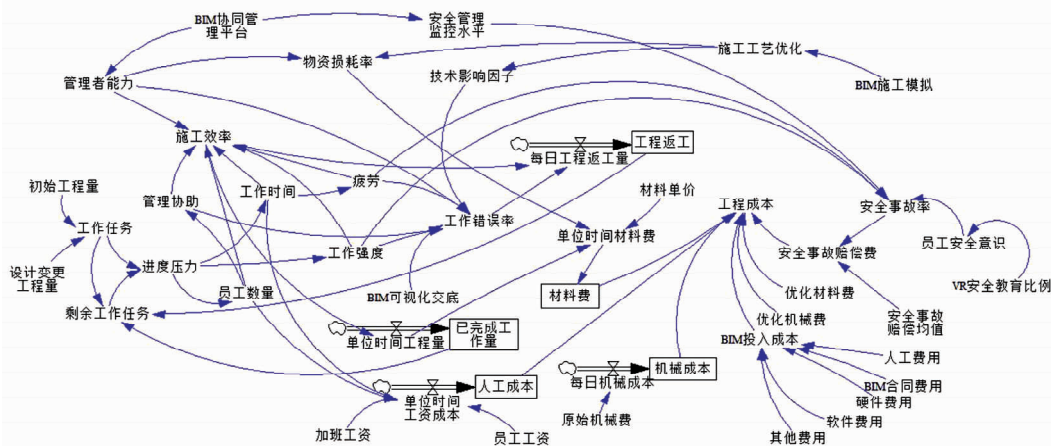 BIM协同管
理平台
安全管理
监控水平
施工工艺优化
物资损耗率
技术影响因子
管理者能力
BIM施工模拟
施工效率
工程返工
每日工程返工量
疲劳
初始工程量
材料单价
工作时间
管理协助
工程成本
安全事故率
工作任务
工作错误率
单位时间材料费
员工安全意识
工作强度
安全事故赔偿费
进度压力
设计变更
工程量
VR安全教育比例
员工数量
BIM可视化交底
材料费
优化材料费
剩余工作任务
安全事故
赔偿均值
优化机械费
已完成工
作量
单位时间工程量
BIM投入成本
人工费用
机械成本
每日机械成本
人工成本
BIM合同费用
硬件费用
单位时间
工资成本
原始机械费
软件费用
加班工资
员工工资
其他费用